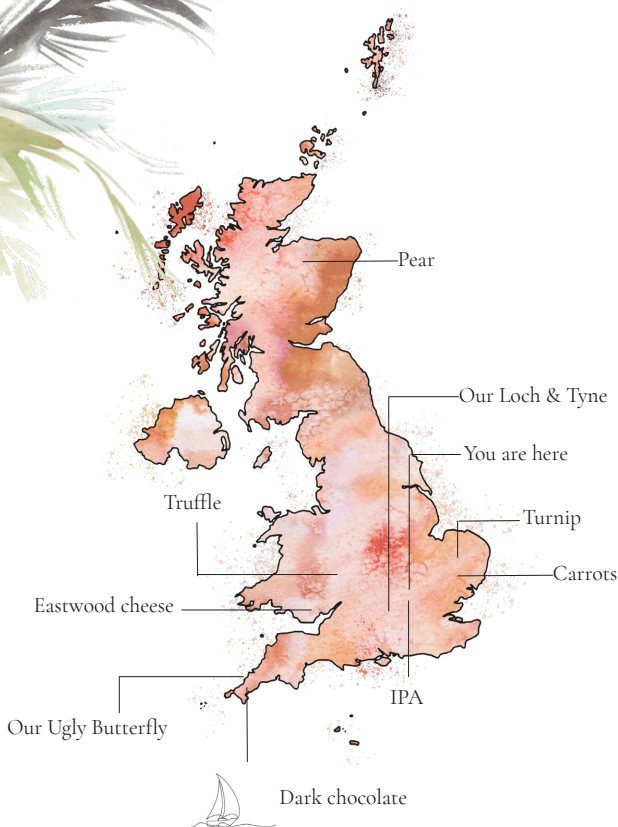 Pear
Our Loch & Tyne
You are here
Truffle
Turnip
Carrots
Eastwood cheese
IPA
Our Ugly Butterfly
Dark chocolate